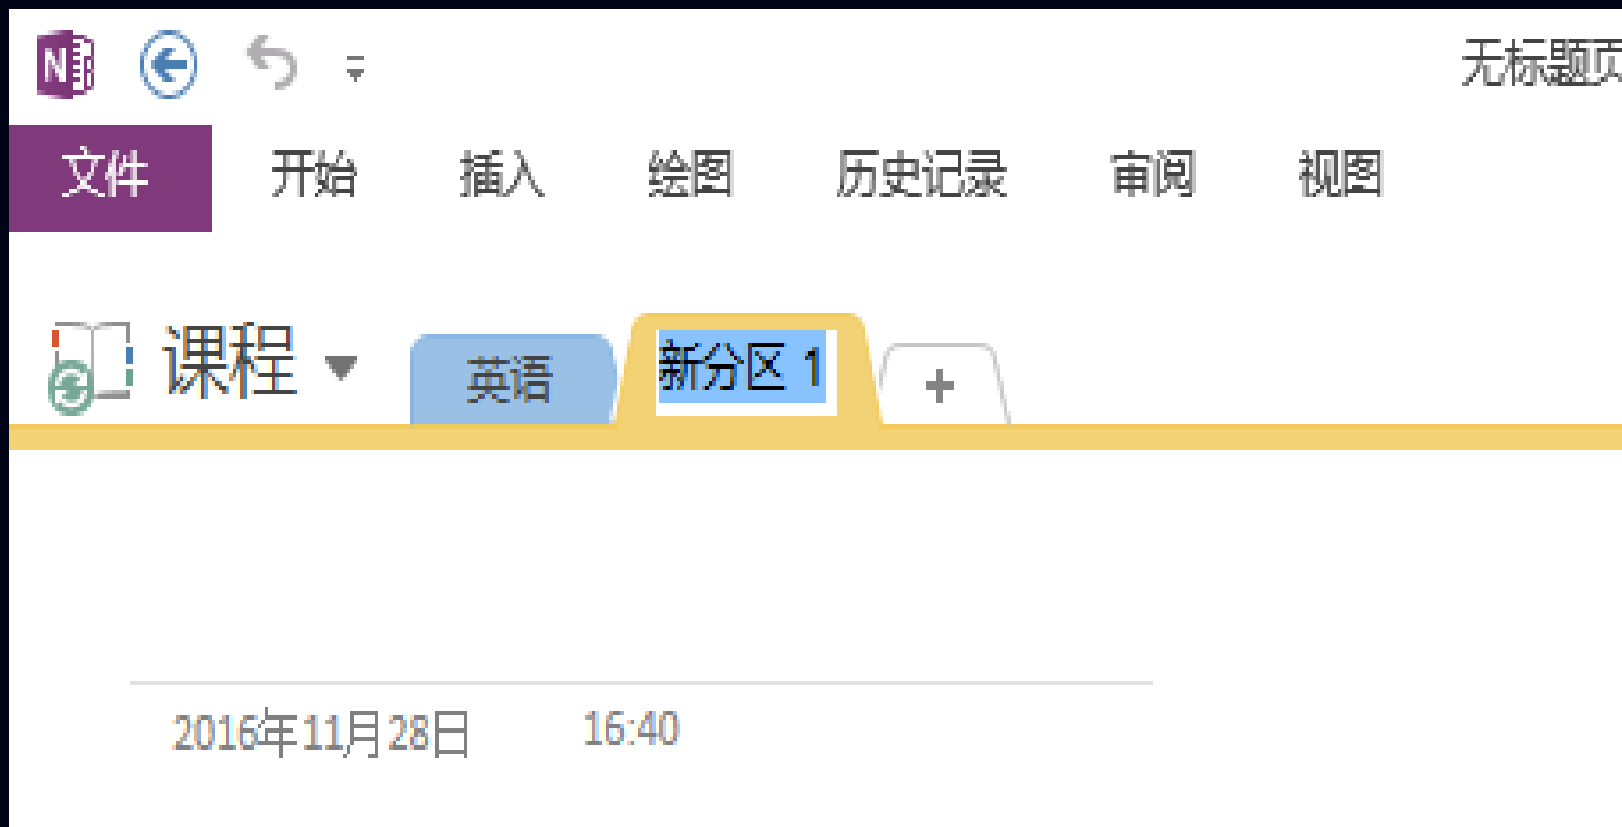 无标题页
文件 开始 插入 绘图 历史记录 审阅 视图
课程 英语 新分区 1 +
2016年11月28日 16:40